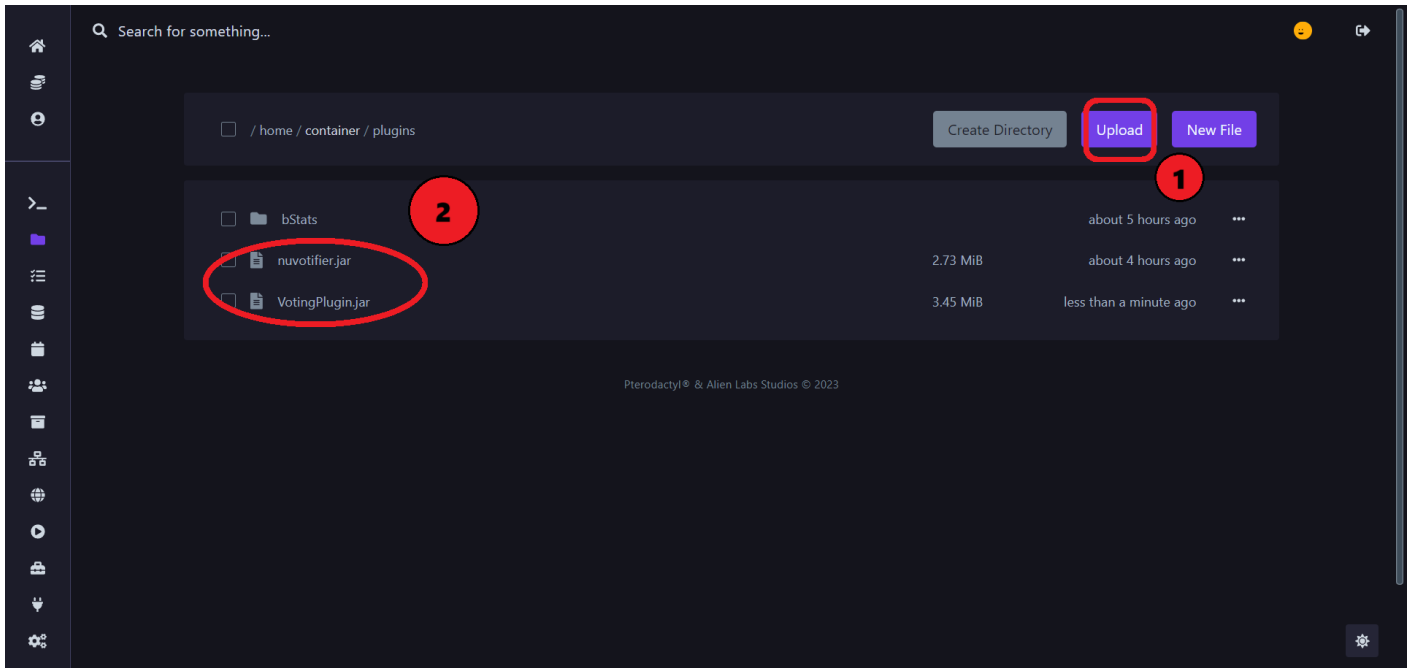 Search for something...
/ home / container / plugins
Create Directory
Upload
New File
1
2
bStats
about 5 hours ago
nuvotifier.jar
2.73 MiB
about 4 hours ago
VotingPlugin.jar
3.45 MiB
less than a minute ago
Pterodactyl® & Alien Labs Studios © 2023